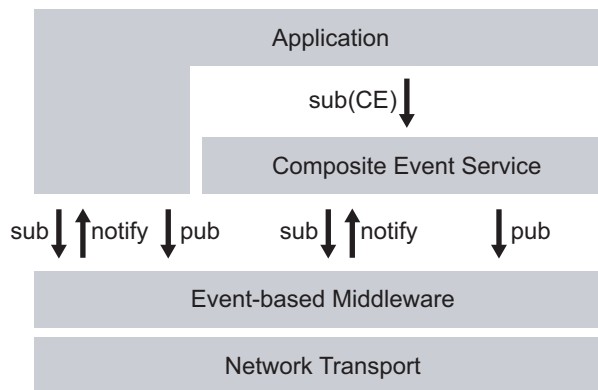 Application
sub(CE)
Composite Event Service
sub notify pub sub notify pub
Event-based Middleware
Network Transport